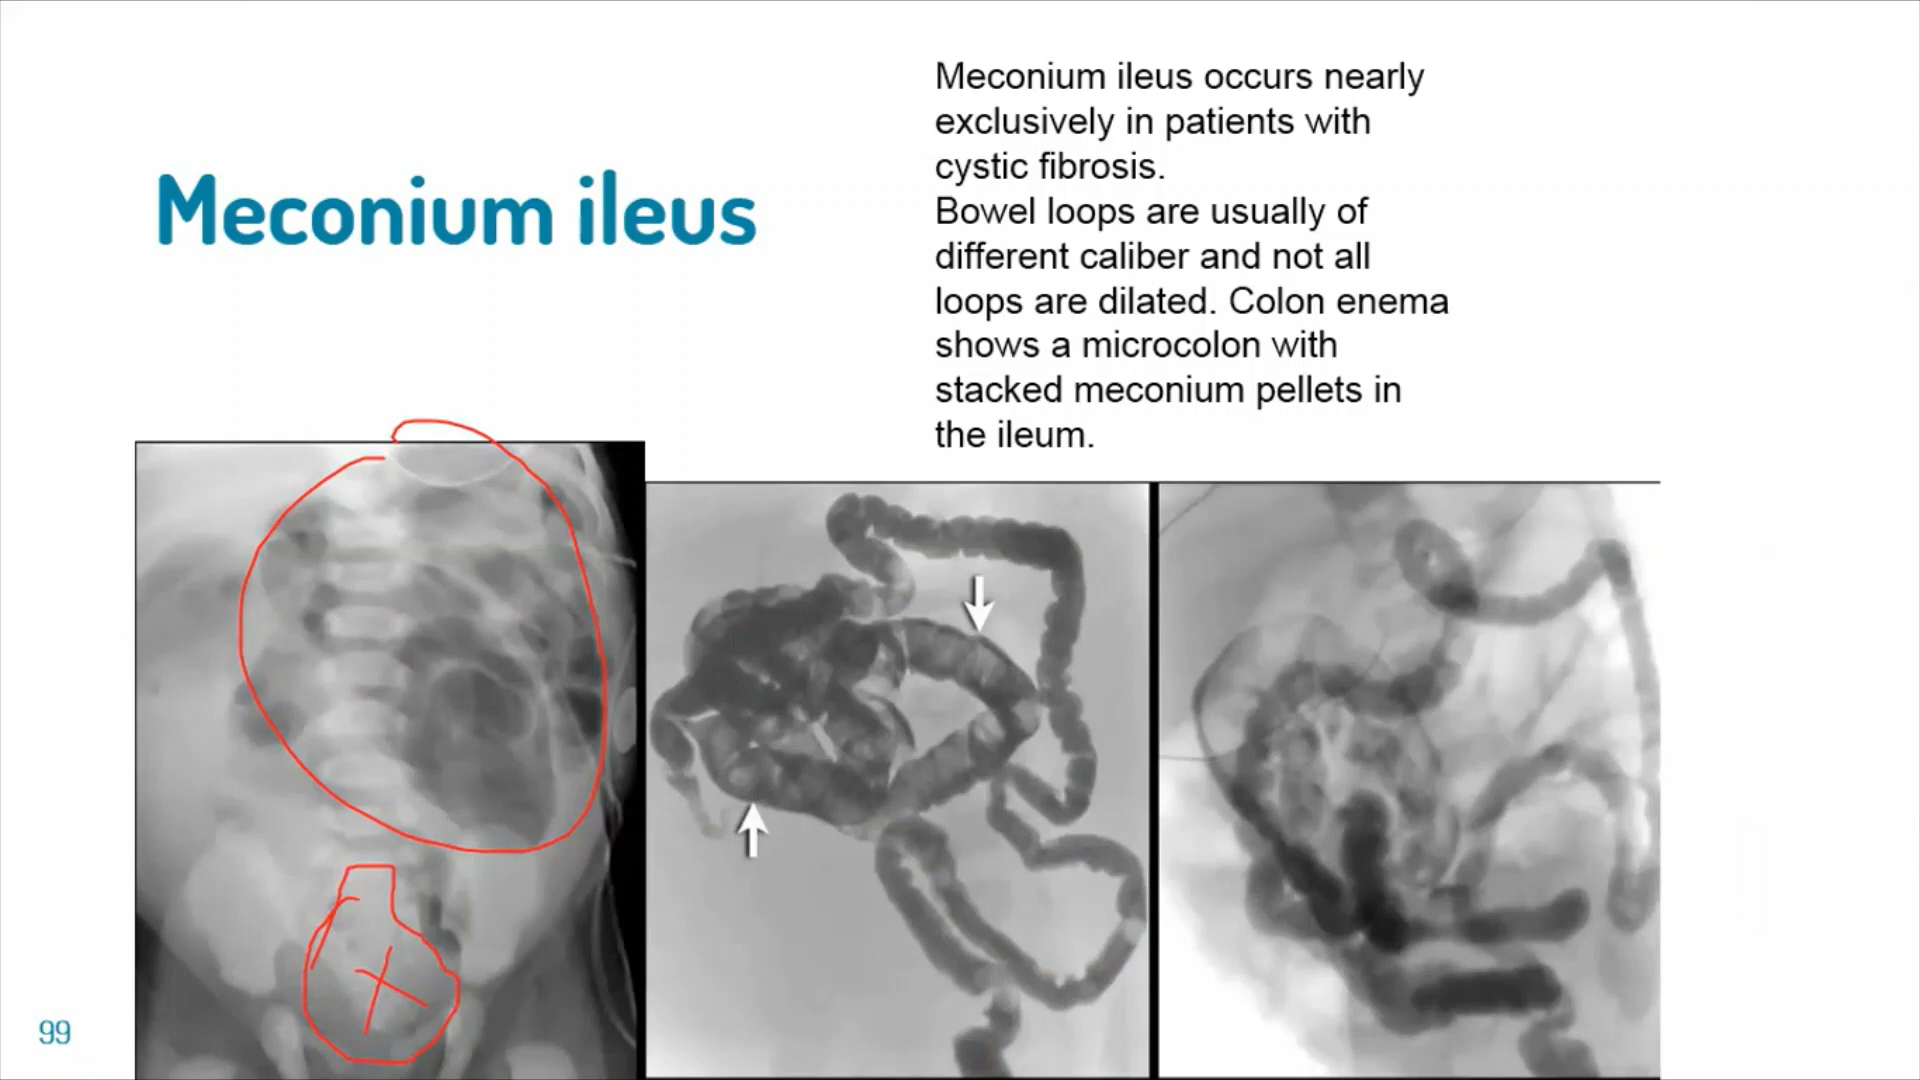 Meconium ileus
Meconium ileus occurs nearly
exclusively in patients with
cystic fibrosis.
Bowel loops are usually of
different caliber and not all
loops are dilated. Colon enema
shows a microcolon with
stacked meconium pellets in
the ileum.
99